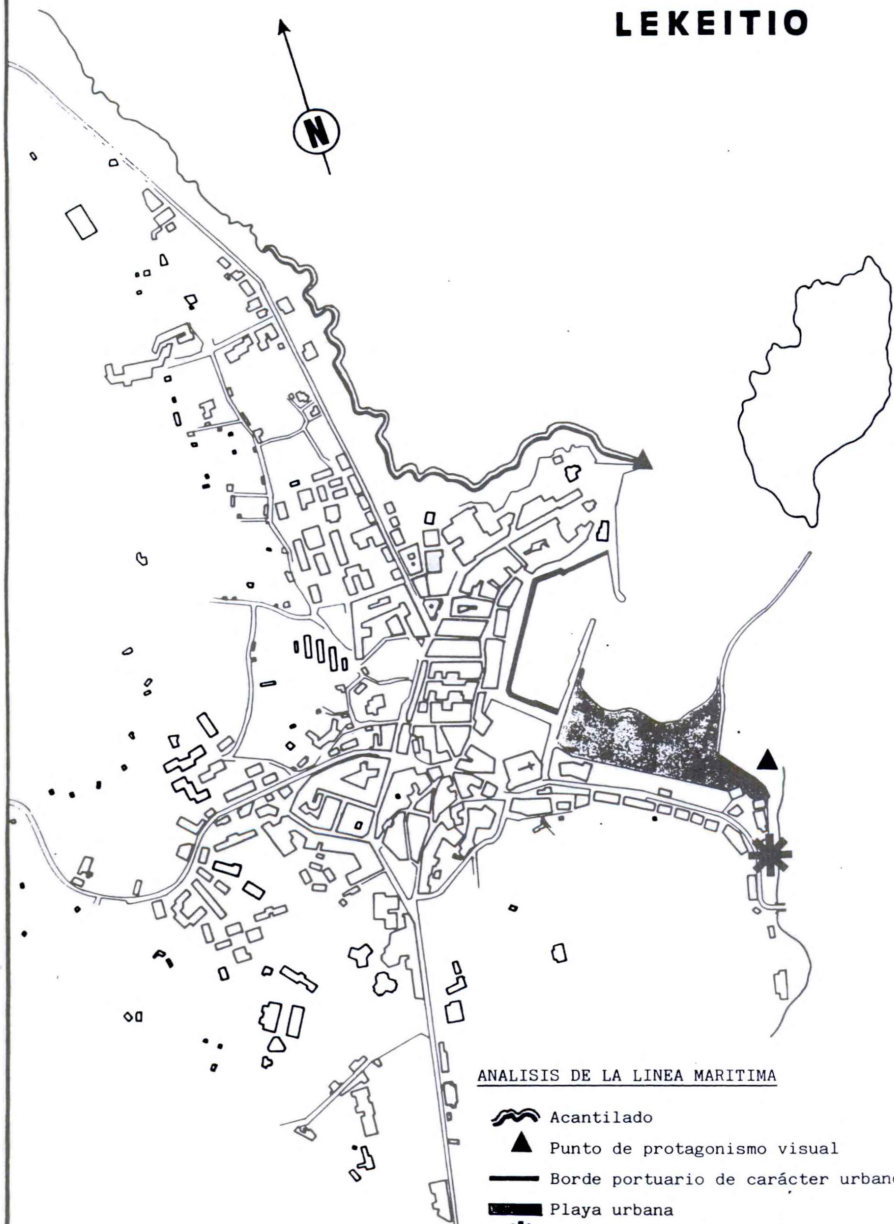 LEKEITIO
N
ANALISIS DE LA LINEA MARITIMA
Acantilado
Punto de protagonismo visual
Borde portuario de carácter urbano
Playa urbana